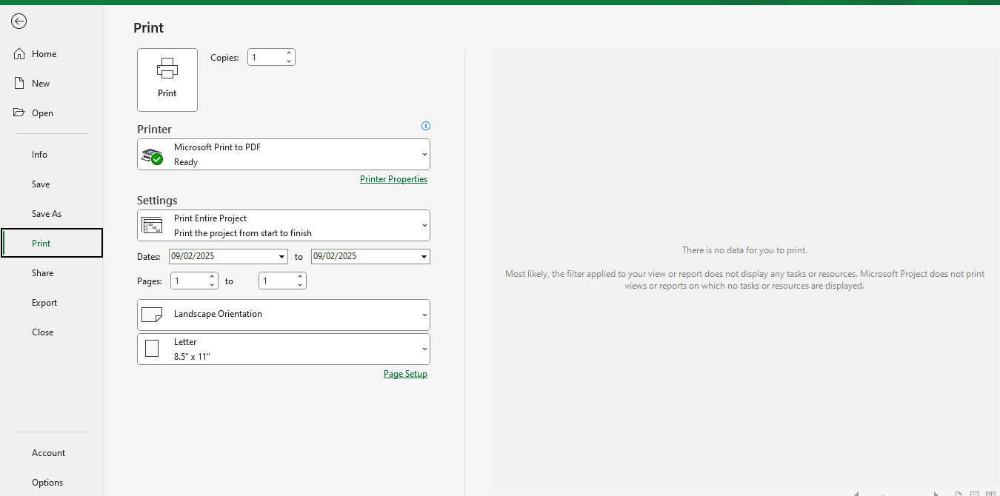 Print
Home
New
Open
Info
Save
Save As
Print
Share
Export
Close
Account
Options
Print
Copies:
1
Printer
Microsoft Print to PDF
Ready
Printer Properties
Settings
Print Entire Project
Print the project from start to finish
Dates: 09/02/2025 to 09/02/2025
Pages: 1 to 1
Landscape Orientation
Letter
8.5" x 11"
Page Setup
There is no data for you to print.
Most likely, the filter applied to your view or report does not display any tasks or resources. Microsoft Project does not print
views or reports on which no tasks or resources are displayed.